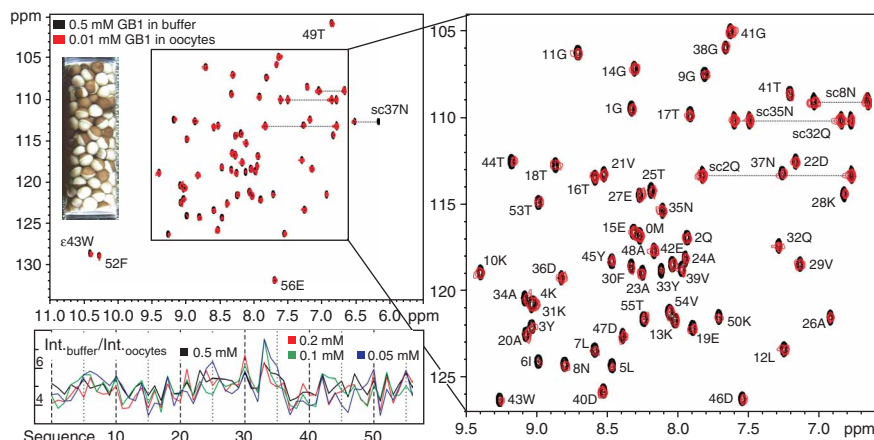 ppm
0.5 mM GB1 in buffer
0.01 mM GB1 in oocytes
49T
105
110
115
120
125
130
sc37N
ε43W
52F
56E
11.0 10.5 10.0 9.5 9.0 8.5 8.0 7.5 7.0 6.5 6.0 ppm
Int.buffer/Int.oocytes
0.5 mM
0.2 mM
0.1 mM
0.05 mM
6
4
Sequence 10 20 30 40 50
ppm
105
110
115
120
125
41G
11G
38G
14G
9G
41T
sc8N
1G
17T
sc35N
sc32Q
44T
18T
21V
sc2Q
37N
22D
16T
25T
53T
27E
28K
35N
15E
0M
2Q
32Q
45Y
48A
42E
24A
29V
10K
36D
30F
23A
33Y
39V
34A
4K
31K
54V
55T
50K
26A
3Y
20A
47D
13K
19E
7L
12L
6I
8N
5L
43W
40D
46D
9.5 9.0 8.5 8.0 7.5 7.0 ppm